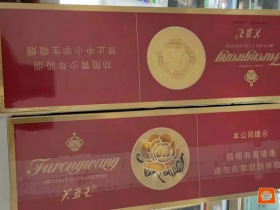 劝阻青少年吸烟
禁止中小学生吸烟
芙蓉王
Furongwang
芙蓉王
Furongwang
本公司提示
吸烟有害健康
请勿在禁烟场所吸